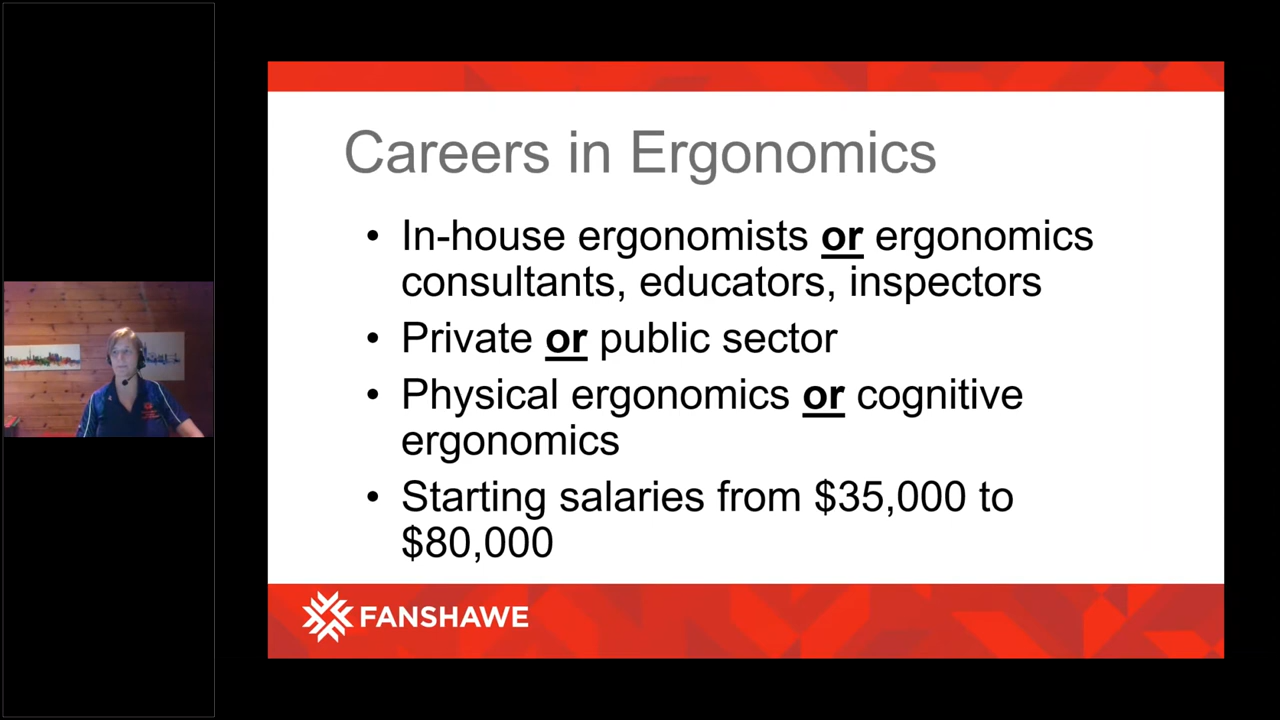 Careers in Ergonomics
• In-house ergonomists or ergonomics
consultants, educators, inspectors
• Private or public sector
• Physical ergonomics or cognitive
ergonomics
• Starting salaries from $35,000 to
$80,000
FANSHAWE